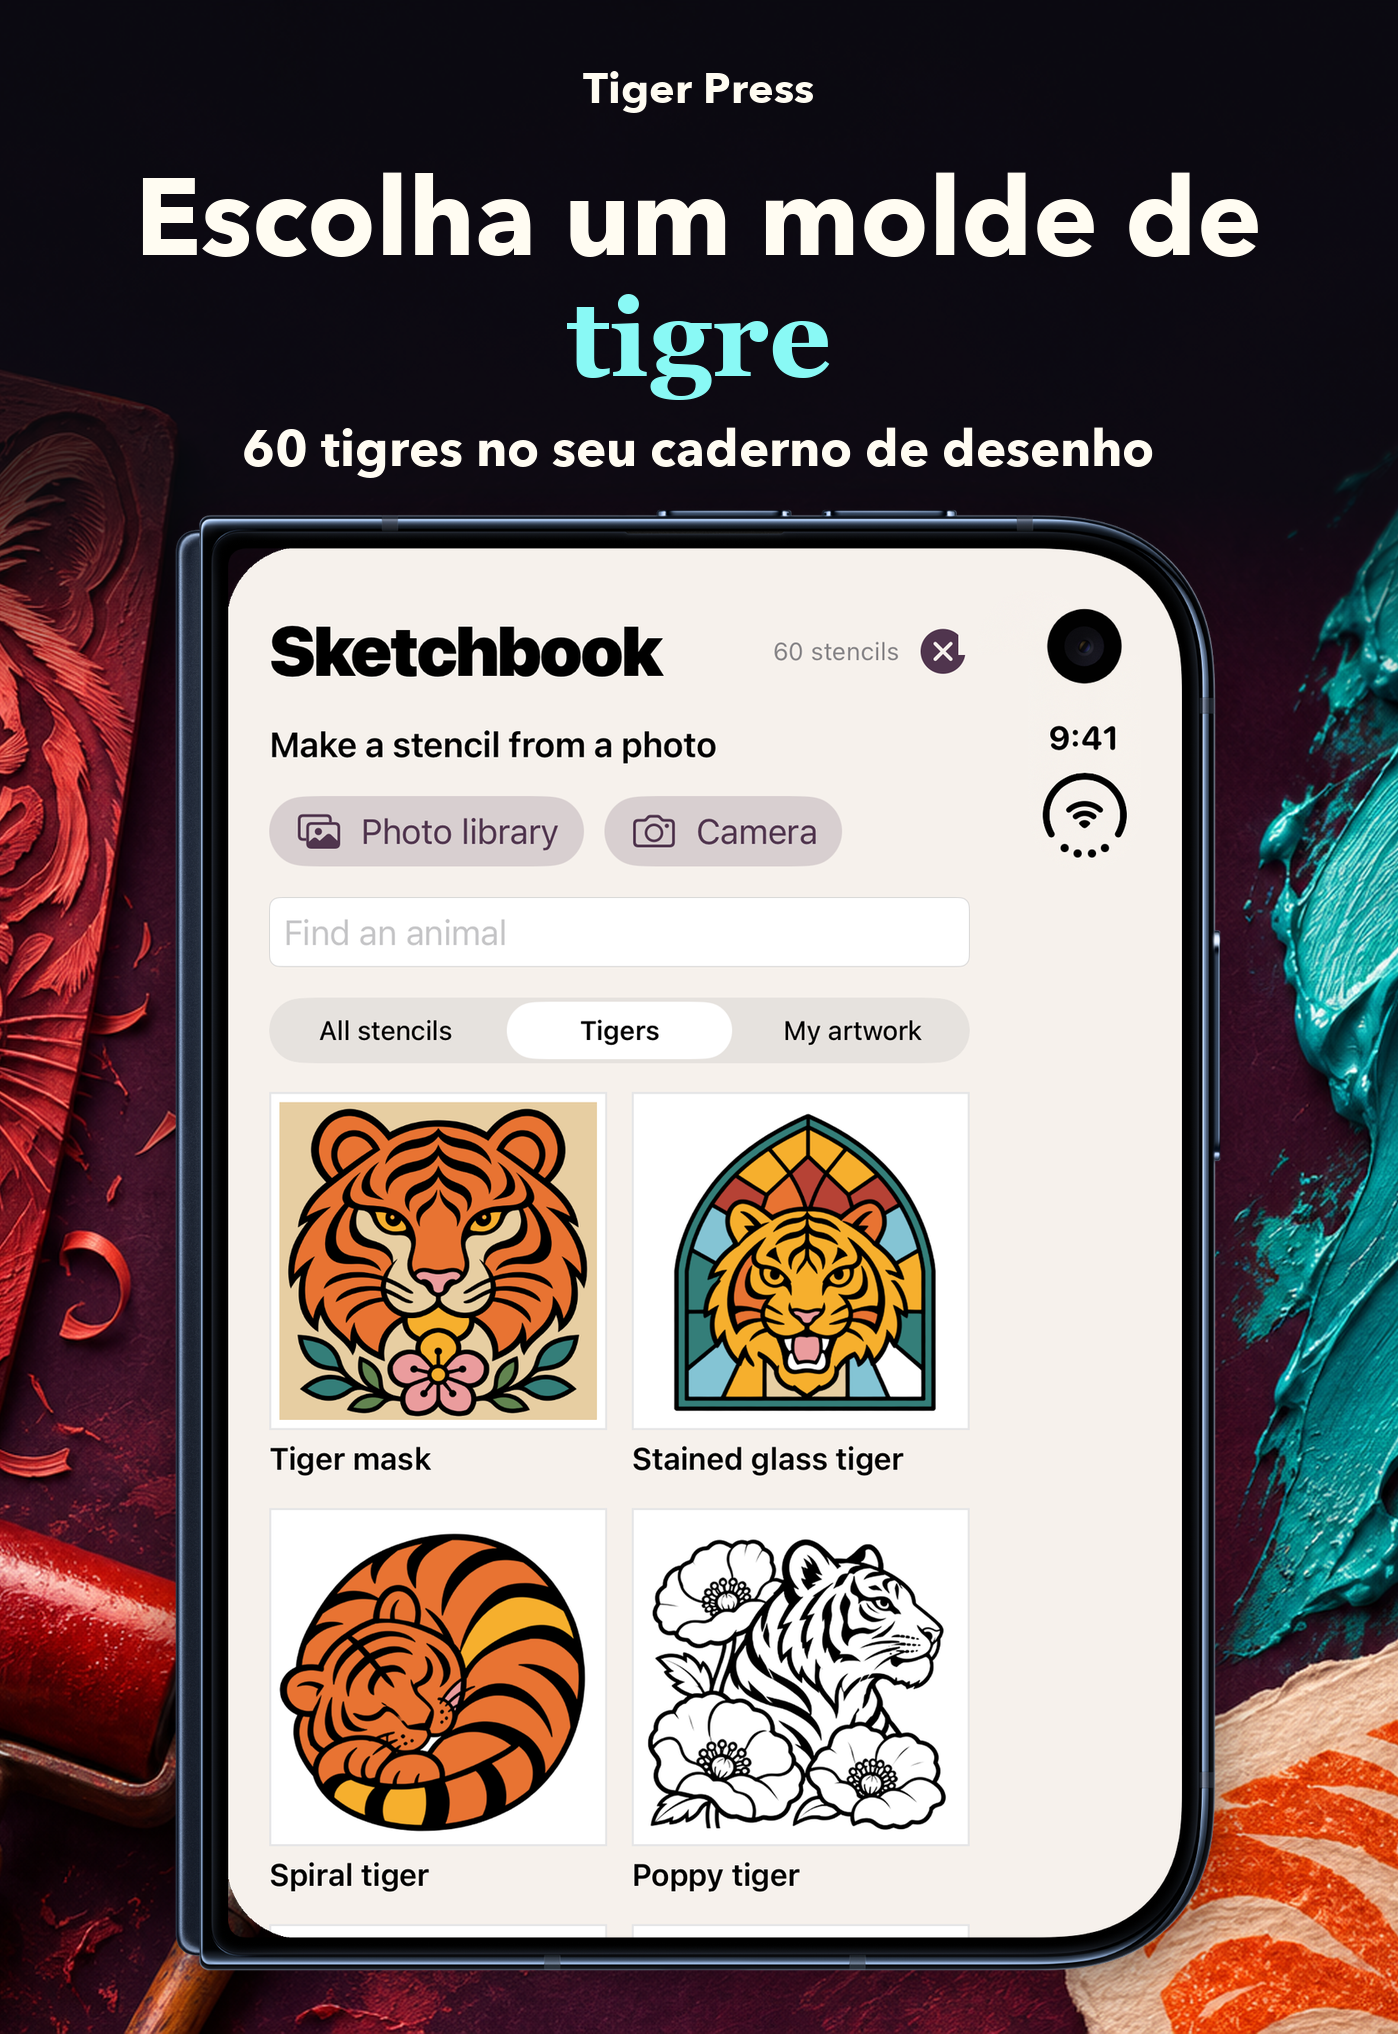 Tiger Press
Escolha um molde de
tigre
60 tigres no seu caderno de desenho
Sketchbook
60 stencils
9:41
Make a stencil from a photo
Photo library
Camera
Find an animal
All stencils
Tigers
My artwork
Tiger mask
Stained glass tiger
Spiral tiger
Poppy tiger